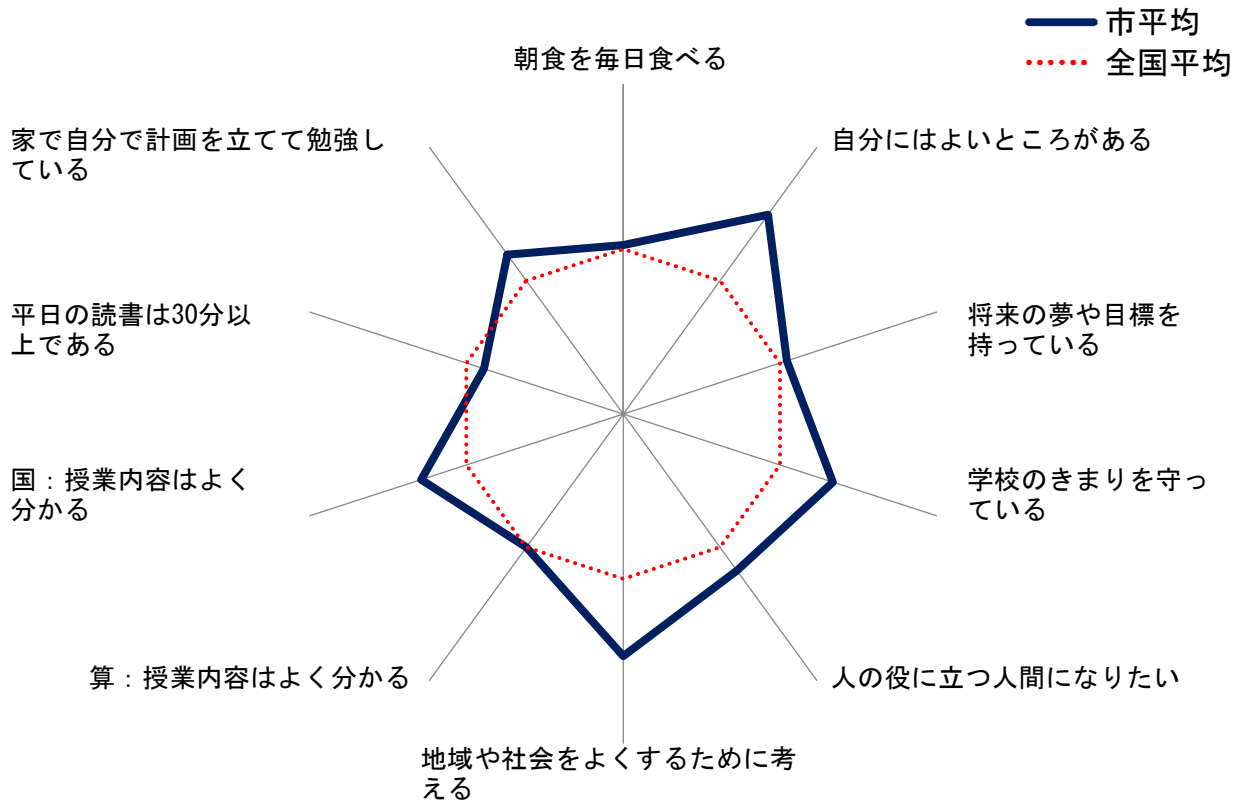 市平均
全国平均
朝食を毎日食べる
自分にはよいところがある
将来の夢や目標を
持っている
学校のきまりを守っ
ている
人の役に立つ人間になりたい
地域や社会をよくするために考
える
算：授業内容はよく分かる
国：授業内容はよく
分かる
平日の読書は30分以
上である
家で自分で計画を立てて勉強し
ている